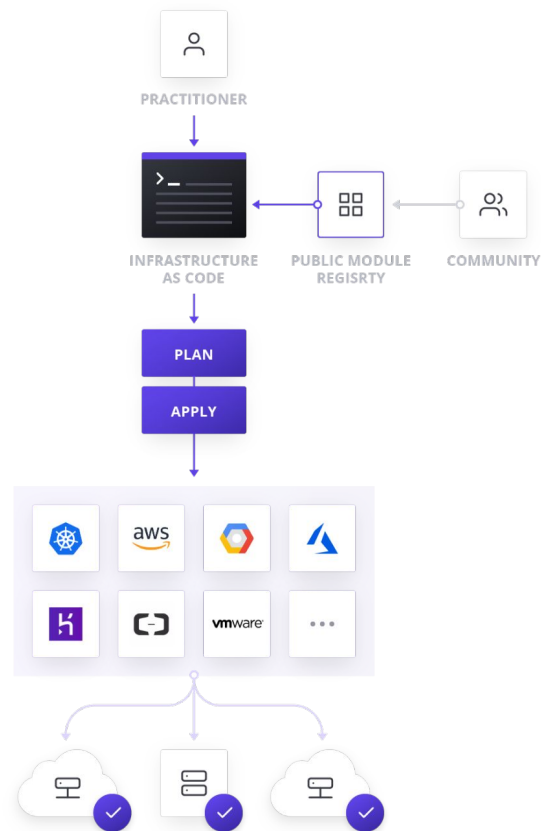 PRACTITIONER
INFRASTRUCTURE
AS CODE
PUBLIC MODULE
REGISRTY
COMMUNITY
PLAN
APPLY
aws
vmware